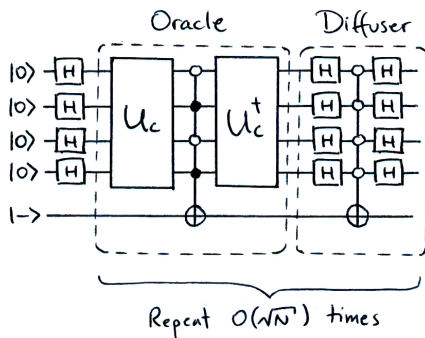 Oracle Diffuser
|0⟩ H H H
|0⟩ H U_c U_c† H H
|0⟩ H H H
|0⟩ H H H
|−⟩
Repeat O(√N) times